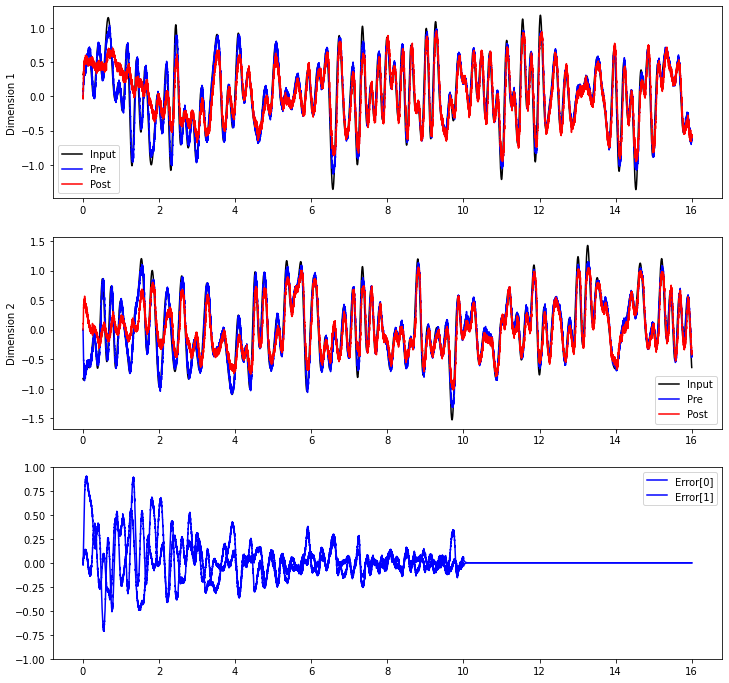 1.0
0.5
0.0
−0.5
−1.0
Dimension 1
Input
Pre
Post
0 2 4 6 8 10 12 14 16
1.5
1.0
0.5
0.0
−0.5
−1.0
−1.5
Dimension 2
Input
Pre
Post
0 2 4 6 8 10 12 14 16
1.00
0.75
0.50
0.25
0.00
−0.25
−0.50
−0.75
−1.00
Error[0]
Error[1]
0 2 4 6 8 10 12 14 16